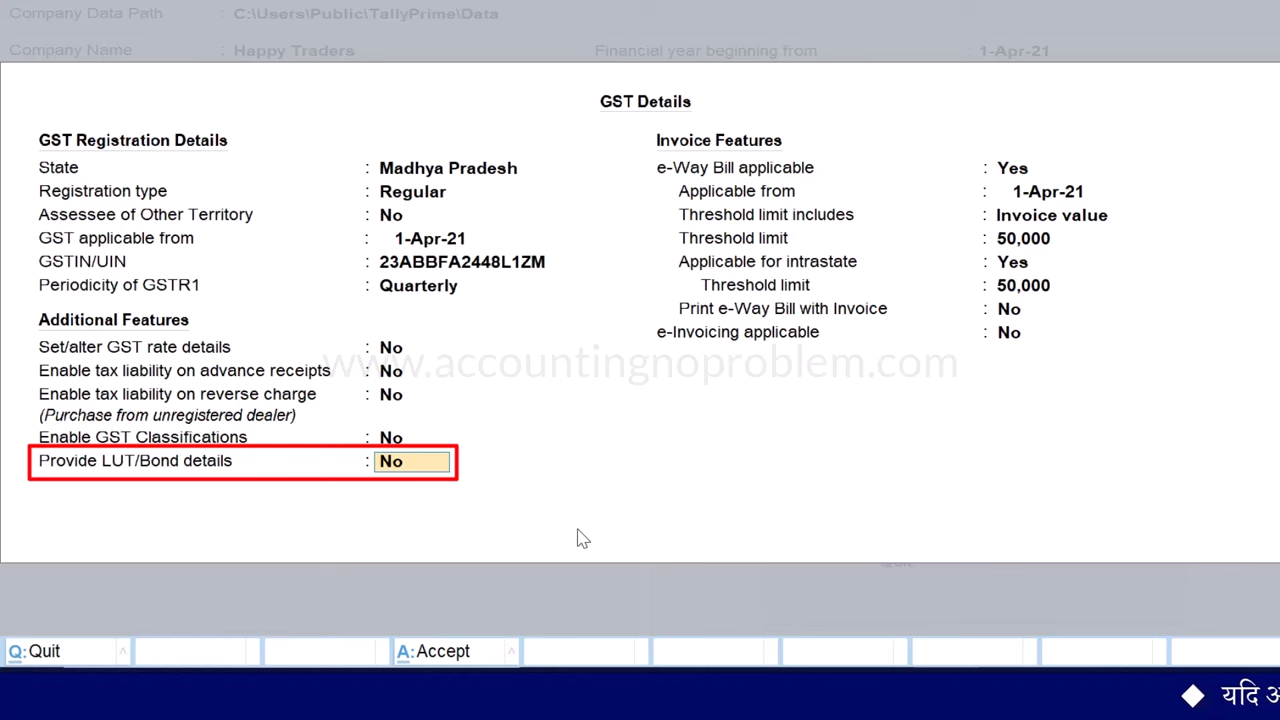 Company Data Path : C:\Users\Public\TallyPrime\Data
Company Name : Happy Traders Financial year beginning from : 1-Apr-21
GST Details
GST Registration Details
State : Madhya Pradesh
Registration type : Regular
Assessee of Other Territory : No
GST applicable from : 1-Apr-21
GSTIN/UIN : 23ABBFA2448L1ZM
Periodicity of GSTR1 : Quarterly
Additional Features
Set/alter GST rate details : No
Enable tax liability on advance receipts : No
Enable tax liability on reverse charge : No
(Purchase from unregistered dealer)
Enable GST Classifications : No
Provide LUT/Bond details : No
Invoice Features
e-Way Bill applicable : Yes
Applicable from : 1-Apr-21
Threshold limit includes : Invoice value
Threshold limit : 50,000
Applicable for intrastate : Yes
Threshold limit : 50,000
Print e-Way Bill with Invoice : No
e-Invoicing applicable : No
www.accountingnoproblem.com
Q: Quit
A: Accept
◆ यदि